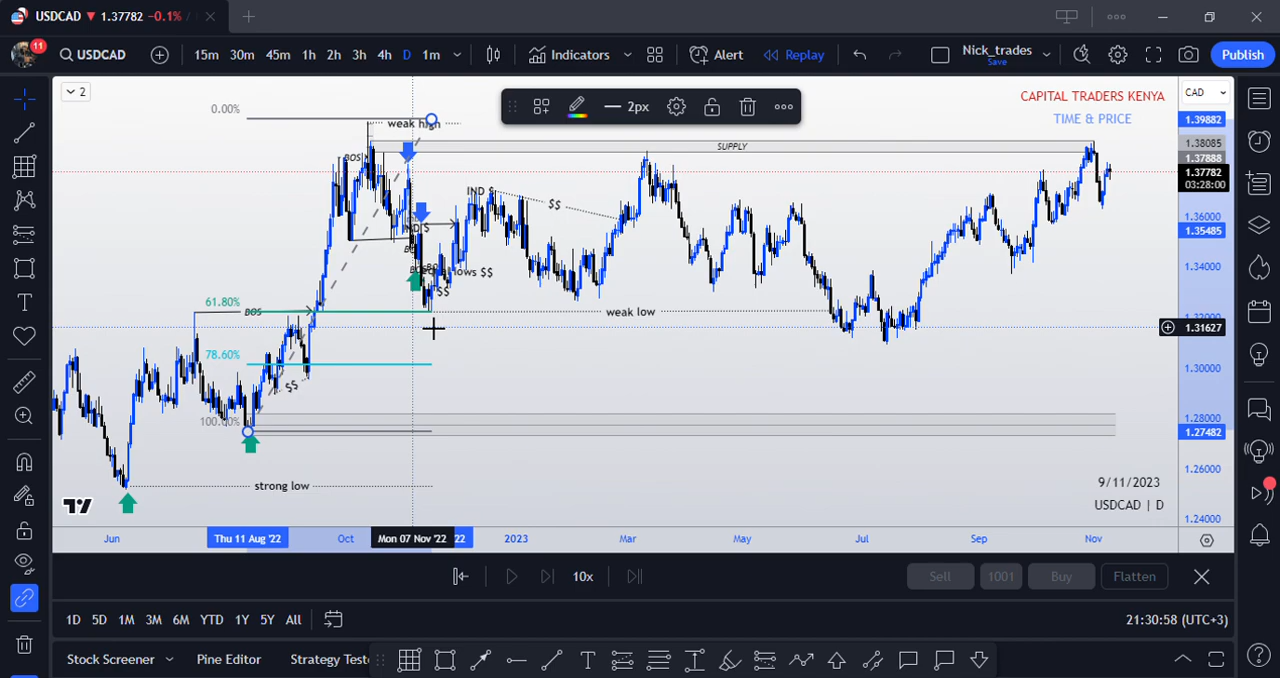 USDCAD 1.37782 −0.1%
11
USDCAD 15m 30m 45m 1h 2h 3h 4h D 1m Indicators Alert Replay Nick_trades Save Publish
2
2px
CAPITAL TRADERS KENYA
TIME & PRICE
CAD
0.00%
weak high
SUPPLY
BOS
IND $
$$
IND $
equal lows $$
$$
61.80%
BOS
weak low
78.60%
$$
100.00%
strong low
1.39882
1.38085
1.37888
1.37782
03:28:00
1.36000
1.35485
1.34000
1.31627
1.30000
1.28000
1.27482
1.26000
1.24000
9/11/2023
USDCAD | D
Jun Thu 11 Aug '22 Oct Mon 07 Nov '22 22 2023 Mar May Jul Sep Nov
10x Sell 1001 Buy Flatten
1D 5D 1M 3M 6M YTD 1Y 5Y All 21:30:58 (UTC+3)
Stock Screener Pine Editor Strategy Teste